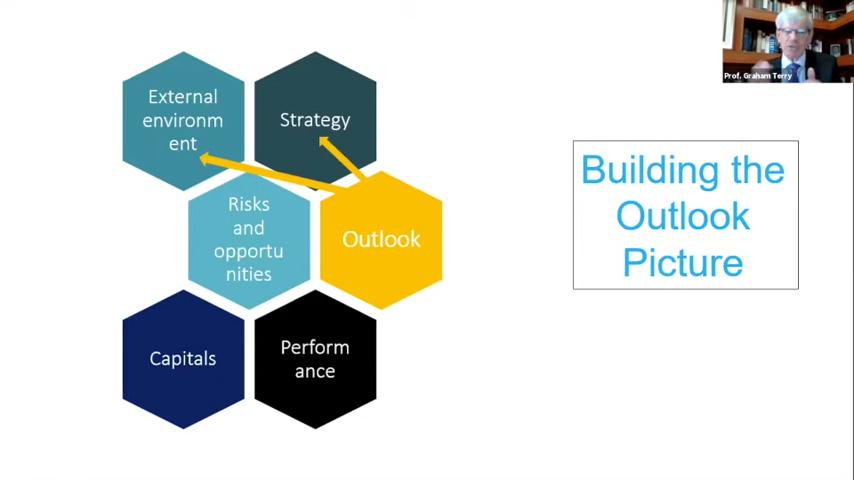 External
environm
ent
Strategy
Risks
and
opportu
nities
Outlook
Capitals
Perform
ance
Building the
Outlook
Picture
Prof. Graham Terry